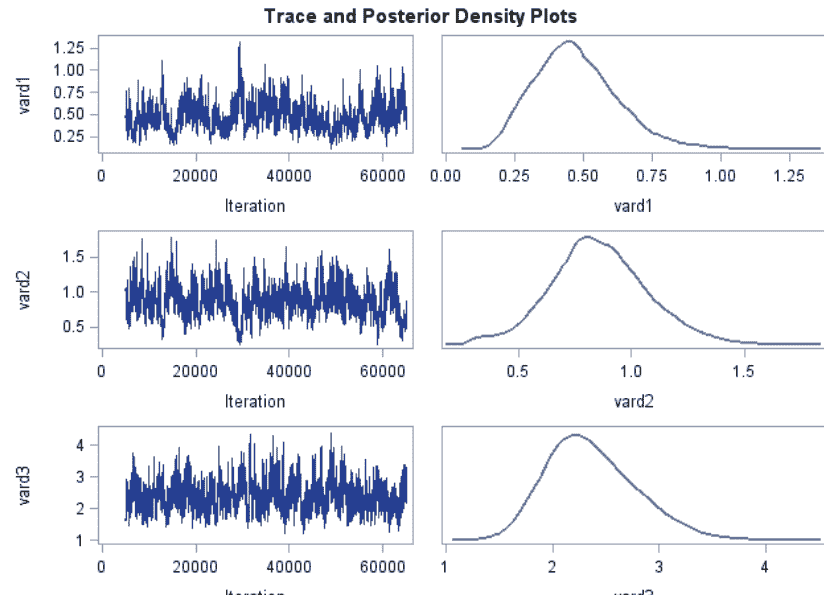 Trace and Posterior Density Plots
vard1
1.25
1.00
0.75
0.50
0.25
0 20000 40000 60000
Iteration
0.00 0.25 0.50 0.75 1.00 1.25
vard1
vard2
1.5
1.0
0.5
0 20000 40000 60000
Iteration
0.5 1.0 1.5
vard2
vard3
4
3
2
1
0 20000 40000 60000
Iteration
1 2 3 4